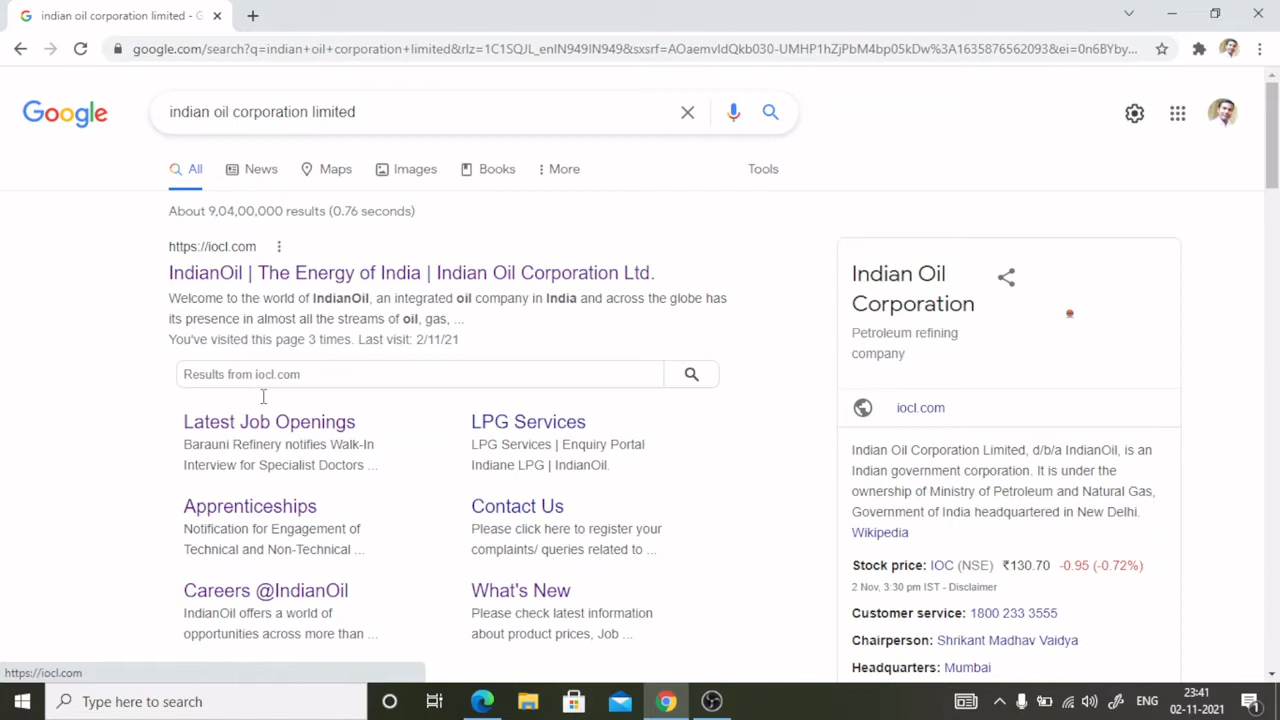 indian oil corporation limited - G
google.com/search?q=indian+oil+corporation+limited&rlz=1C1SQJL_enIN949IN949&sxsrf=AOaemvIdQkb030-UMHP1hZjPbM4bp05kDw%3A1635876562093&ei=0n6BYby...
Google
indian oil corporation limited
All
News
Maps
Images
Books
More
Tools
About 9,04,00,000 results (0.76 seconds)
https://iocl.com
IndianOil | The Energy of India | Indian Oil Corporation Ltd.
Welcome to the world of IndianOil, an integrated oil company in India and across the globe has
its presence in almost all the streams of oil, gas, ...
You've visited this page 3 times. Last visit: 2/11/21
Results from iocl.com
Latest Job Openings
Barauni Refinery notifies Walk-In
Interview for Specialist Doctors ...
LPG Services
LPG Services | Enquiry Portal
Indane LPG | IndianOil.
Apprenticeships
Notification for Engagement of
Technical and Non-Technical ...
Contact Us
Please click here to register your
complaints/ queries related to ...
Careers @IndianOil
IndianOil offers a world of
opportunities across more than ...
What's New
Please check latest information
about product prices, Job ...
Indian Oil
Corporation
Petroleum refining
company
iocl.com
Indian Oil Corporation Limited, d/b/a IndianOil, is an
Indian government corporation. It is under the
ownership of Ministry of Petroleum and Natural Gas,
Government of India headquartered in New Delhi.
Wikipedia
Stock price: IOC (NSE) ₹130.70 -0.95 (-0.72%)
2 Nov, 3:30 pm IST - Disclaimer
Customer service: 1800 233 3555
Chairperson: Shrikant Madhav Vaidya
Headquarters: Mumbai
https://iocl.com
Type here to search
ENG
23:41
02-11-2021
1